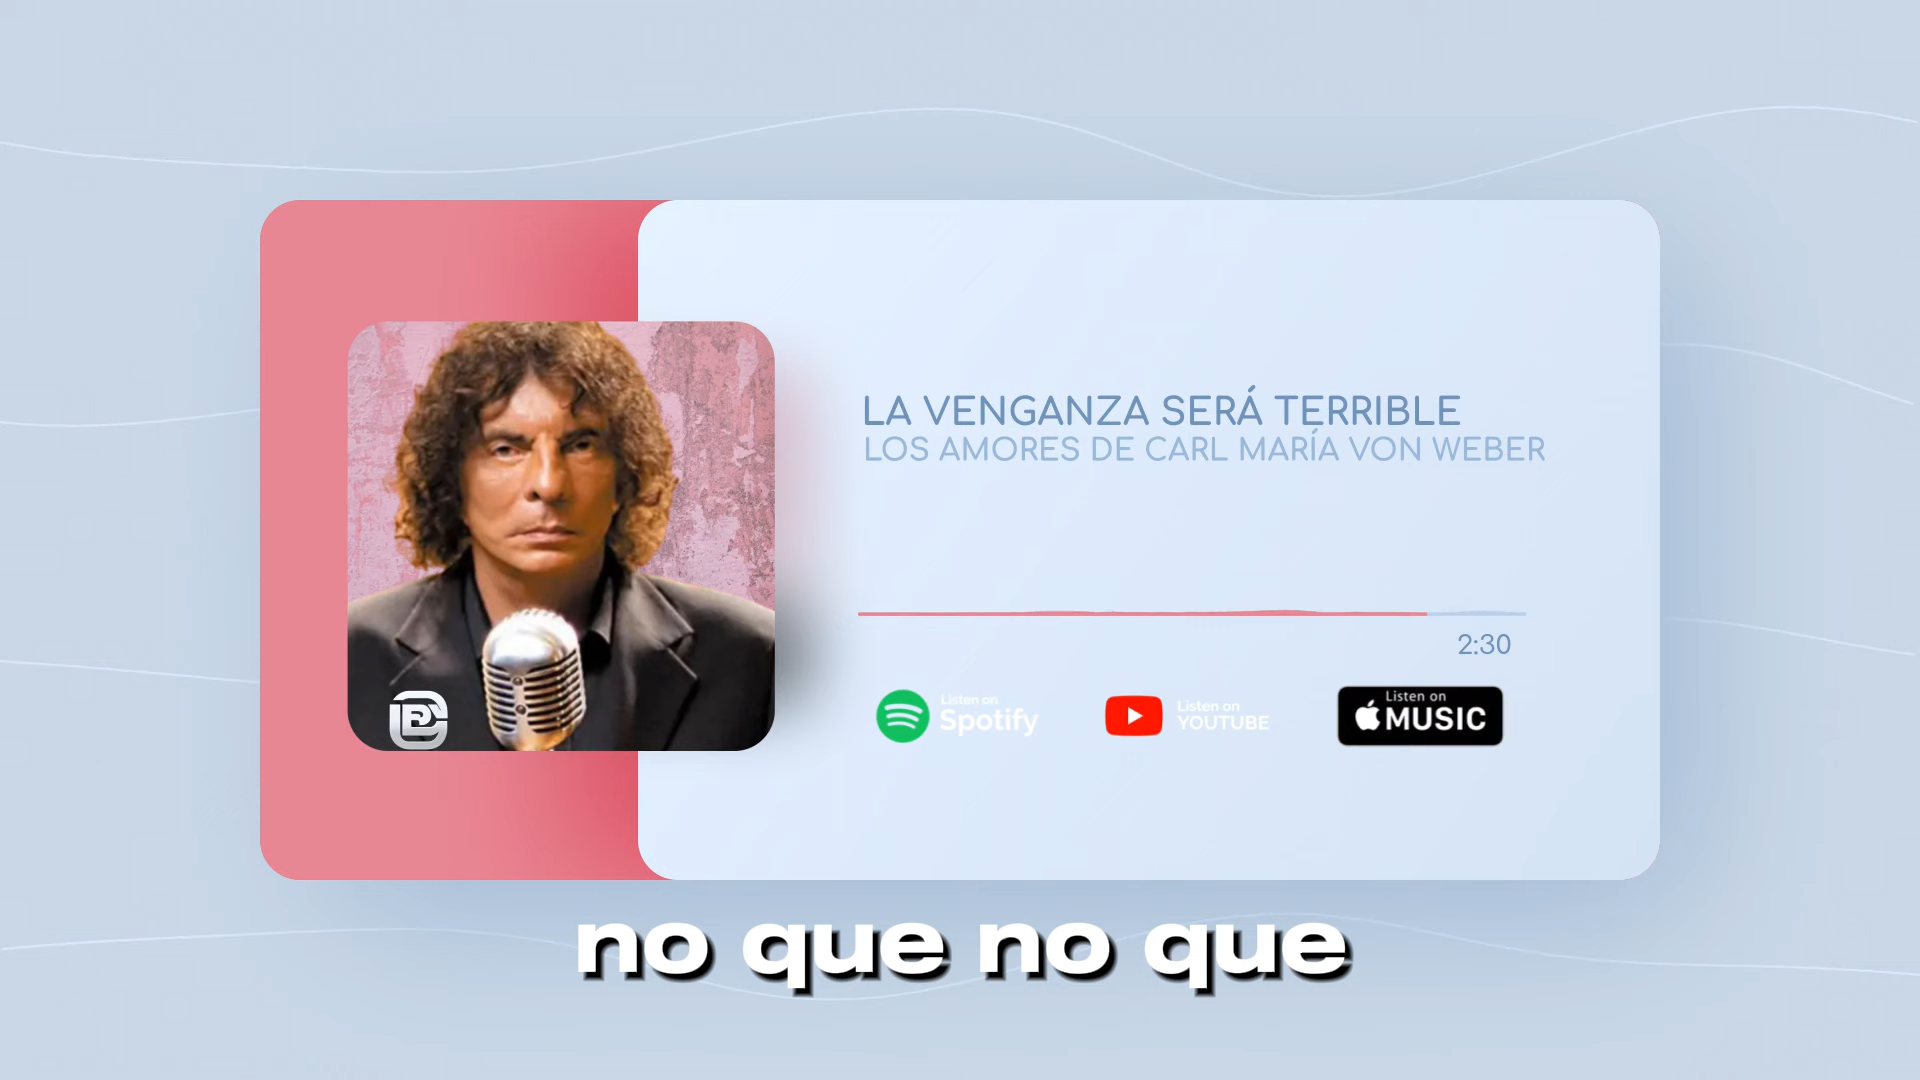 LA VENGANZA SERÁ TERRIBLE
LOS AMORES DE CARL MARÍA VON WEBER
2:30
Listen on
Spotify
Listen on
YOUTUBE
Listen on
MUSIC
no que no que